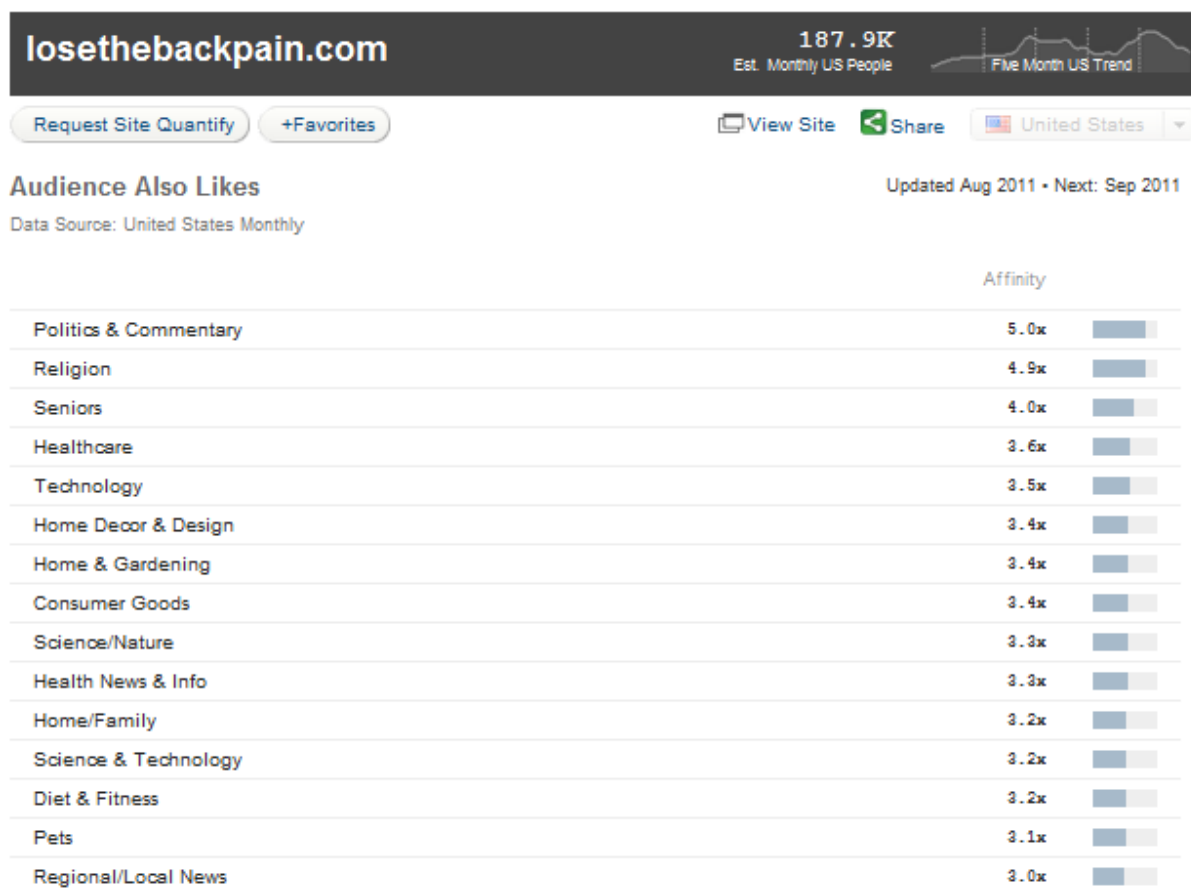 losethebackpain.com
187.9K
Est. Monthly US People
Five Month US Trend
Request Site Quantify
+Favorites
View Site
Share
United States
Audience Also Likes
Updated Aug 2011 • Next: Sep 2011
Data Source: United States Monthly
Affinity
Politics & Commentary 5.0x
Religion 4.9x
Seniors 4.0x
Healthcare 3.6x
Technology 3.5x
Home Decor & Design 3.4x
Home & Gardening 3.4x
Consumer Goods 3.4x
Science/Nature 3.3x
Health News & Info 3.3x
Home/Family 3.2x
Science & Technology 3.2x
Diet & Fitness 3.2x
Pets 3.1x
Regional/Local News 3.0x